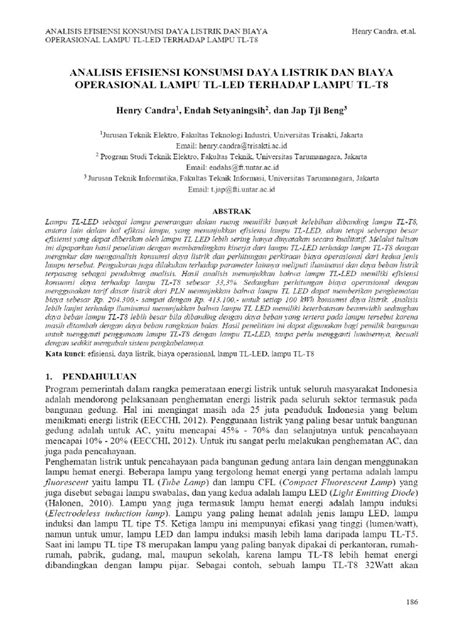 ANALISIS EFISIENSI KONSUMSI DAYA LISTRIK DAN BIAYA
OPERASIONAL LAMPU TL-LED TERHADAP LAMPU TL-T8
Henry Candra. et.al.
ANALISIS EFISIENSI KONSUMSI DAYA LISTRIK DAN BIAYA
OPERASIONAL LAMPU TL-LED TERHADAP LAMPU TL-T8
Henry Candra¹, Endah Setyaningsih², dan Jap Tji Beng³
¹Jurusan Teknik Elektro, Fakultas Teknologi Industri, Universitas Trisakti, Jakarta
Email: henry.candra@trisakti.ac.id
² Program Studi Teknik Elektro, Fakultas Teknik, Universitas Tarumanagara, Jakarta
Email: endahs@ft.untar.ac.id
³ Jurusan Teknik Informatika, Fakultas Teknik Informasi, Universitas Tarumanagara, Jakarta
Email: t.jap@fti.untar.ac.id
ABSTRAK
Lampu TL-LED sebagai lampu penerangan dalam ruang memiliki banyak kelebihan dibanding lampu TL-T8,
antara lain dalam hal efikasi lampu, yang menunjukkan efisiensi lampu TL-LED, akan tetapi seberapa besar
efisiensi yang dapat diberikan oleh lampu TL LED lebih sering hanya dinyatakan secara kualitatif. Melalui tulisan
ini dipaparkan hasil penelitian dengan membandingkan kinerja dari lampu TL-LED terhadap lampu TL-T8 dengan
mengukur dan menganalisis konsumsi daya listrik dan perhitungan perkiraan biaya operasional dari kedua jenis
lampu tersebut. Pengukuran juga dilakukan terhadap parameter lainnya meliputi iluminansi dan daya beban listrik
terpasang sebagai pendukung analisis. Hasil analisis menunjukkan bahwa lampu TL-LED memiliki efisiensi
konsumsi daya terhadap lampu TL-T8 sebesar 33,3%. Sedangkan perhitungan biaya operasional dengan
menggunakan tarif dasar listrik dari PLN menunjukkan bahwa lampu TL-LED dapat memberikan penghematan
biaya sebesar Rp. 204.300,- sampai dengan Rp. 413.100,- untuk setiap 100 kWh konsumsi daya listrik. Analisis
lebih lanjut terhadap iluminansi menunjukkan bahwa lampu TL LED memiliki keterbatasan beamwidth sedangkan
daya beban lampu TL-T8 lebih besar bila dibanding dengan daya beban yang tertera pada lampu tersebut karena
masih ditambah dengan daya beban rangkaian balas. Hasil penelitian ini dapat digunakan bagi pemilik bangunan
untuk mengganti penggunaan lampu TL-T8 dengan lampu TL-LED, tanpa perlu mengganti luminernya, kecuali
dengan sedikit mengubah sistem pengkabelannya
Kata kunci: efisiensi, daya listrik, biaya operasional, lampu TL-LED, lampu TL-T8
1. PENDAHULUAN
Program pemerintah dalam rangka pemerataan energi listrik untuk seluruh masyarakat Indonesia
adalah mendorong pelaksanaan penghematan energi listrik pada seluruh sektor termasuk pada
bangunan gedung. Hal ini mengingat masih ada 25 juta penduduk Indonesia yang belum
menikmati energi listrik (EECCHI, 2012). Penggunaan listrik yang paling besar untuk bangunan
gedung adalah untuk AC, yaitu mencapai 45% - 70% dan selanjutnya untuk pencahayaan
mencapai 10% - 20% (EECCHI, 2012). Untuk itu sangat perlu melakukan penghematan AC, dan
juga pada pencahayaan.
Penghematan listrik untuk pencahayaan pada bangunan gedung antara lain dengan menggunakan
lampu hemat energi. Beberapa lampu yang tergolong hemat energi yang pertama adalah lampu
fluorescent yaitu lampu TL (Tube Lamp) dan lampu CFL (Compact Fluorescent Lamp) yang
juga disebut sebagai lampu swabalas, dan yang kedua adalah lampu LED (Light Emitting Diode)
(Halonen, 2010). Lampu yang juga termasuk lampu hemat energi adalah lampu induksi
(Electrodeless induction lamp). Lampu yang paling hemat adalah jenis lampu LED, lampu
induksi dan lampu TL tipe T5. Ketiga lampu ini mempunyai efikasi yang tinggi (lumen/watt),
namun untuk umur, lampu LED dan lampu induksi masih lebih lama daripada lampu TL-T5.
Saat ini lampu TL tipe T8 merupakan lampu yang paling banyak dipakai di perkantoran, rumah-
rumah, pabrik, gudang, mal, maupun sekolah, karena lampu TL-T8 lebih hemat energi
dibandingkan dengan lampu pijar. Sebagai contoh, sebuah lampu TL-T8 32Watt akan
186